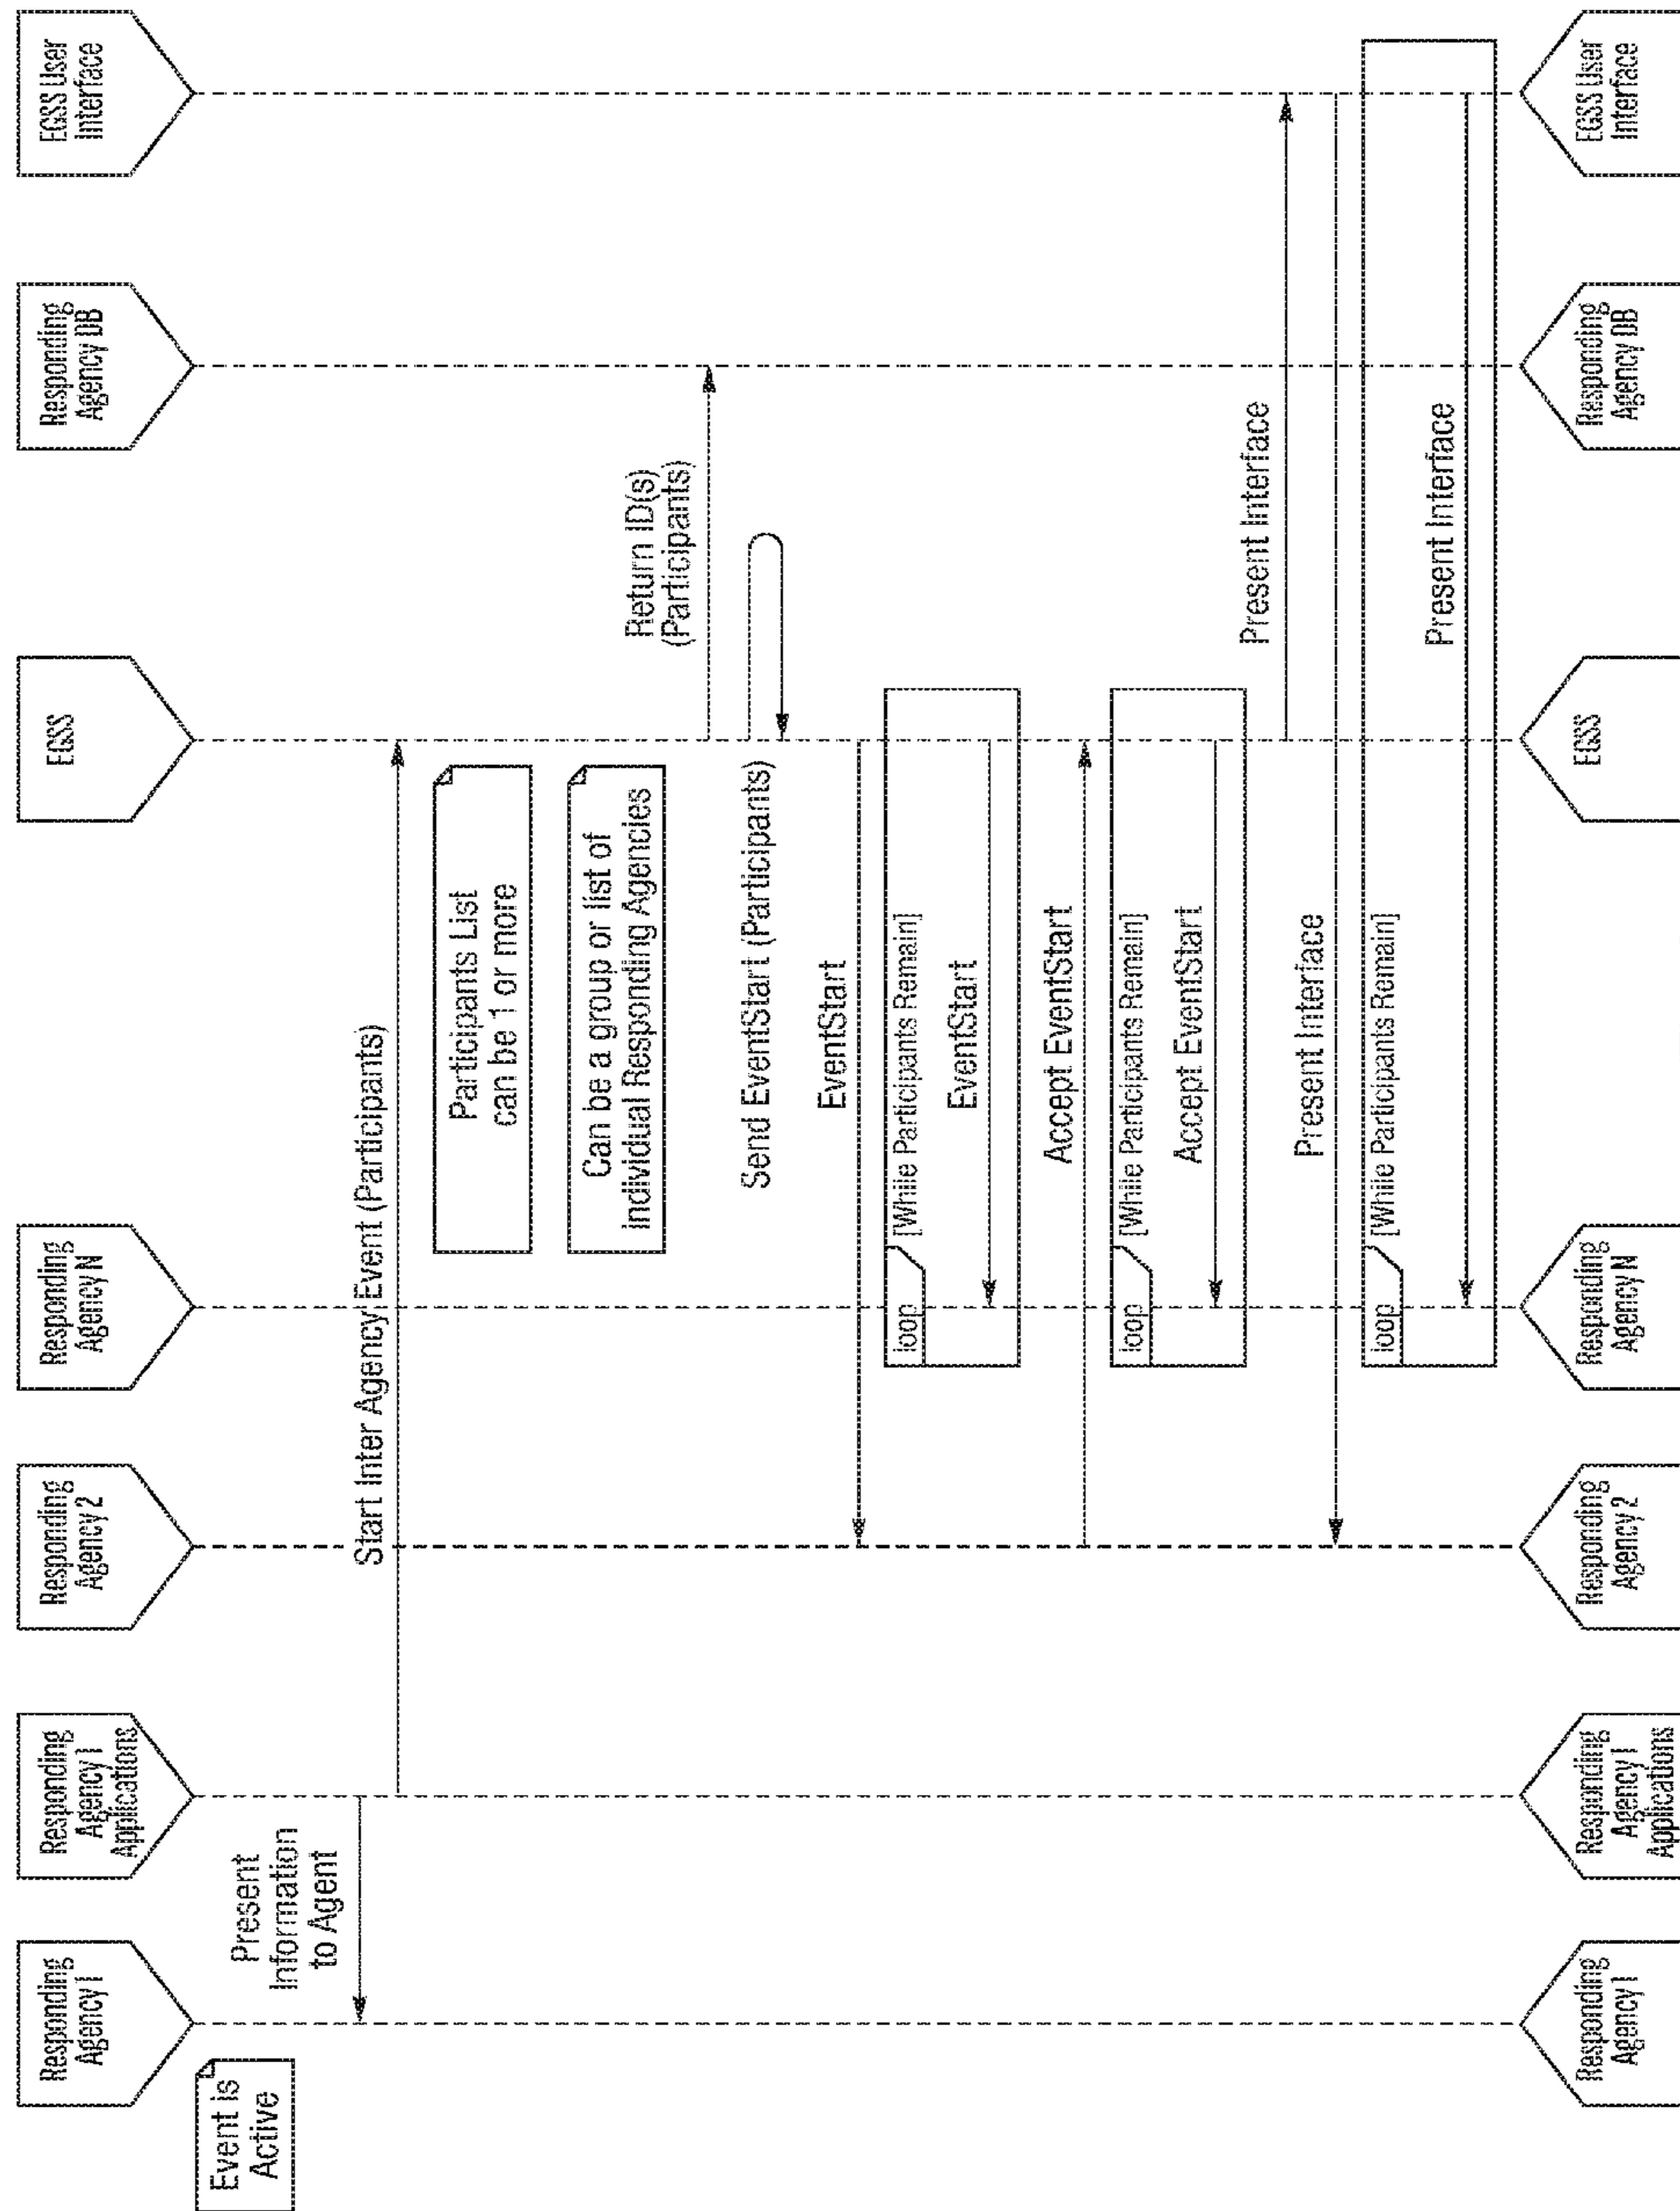 Responding
Agency 1
Responding
Agency 1
Applications
Responding
Agency 2
Responding
Agency N
EGSS
Responding
Agency DB
EGSS User
Interface
Event is
Active
Present
Information
to Agent
Start Inter Agency Event (Participants)
Participants List
can be 1 or more
Can be a group or list of
individual Responding Agencies
Return ID(s)
(Participants)
Send EventStart (Participants)
EventStart
loop
[While Participants Remain]
EventStart
Accept EventStart
loop
[While Participants Remain]
Accept EventStart
Present Interface
Present Interface
loop
[While Participants Remain]
Present Interface
Responding
Agency 1
Responding
Agency 1
Applications
Responding
Agency 2
Responding
Agency N
EGSS
Responding
Agency DB
EGSS User
Interface